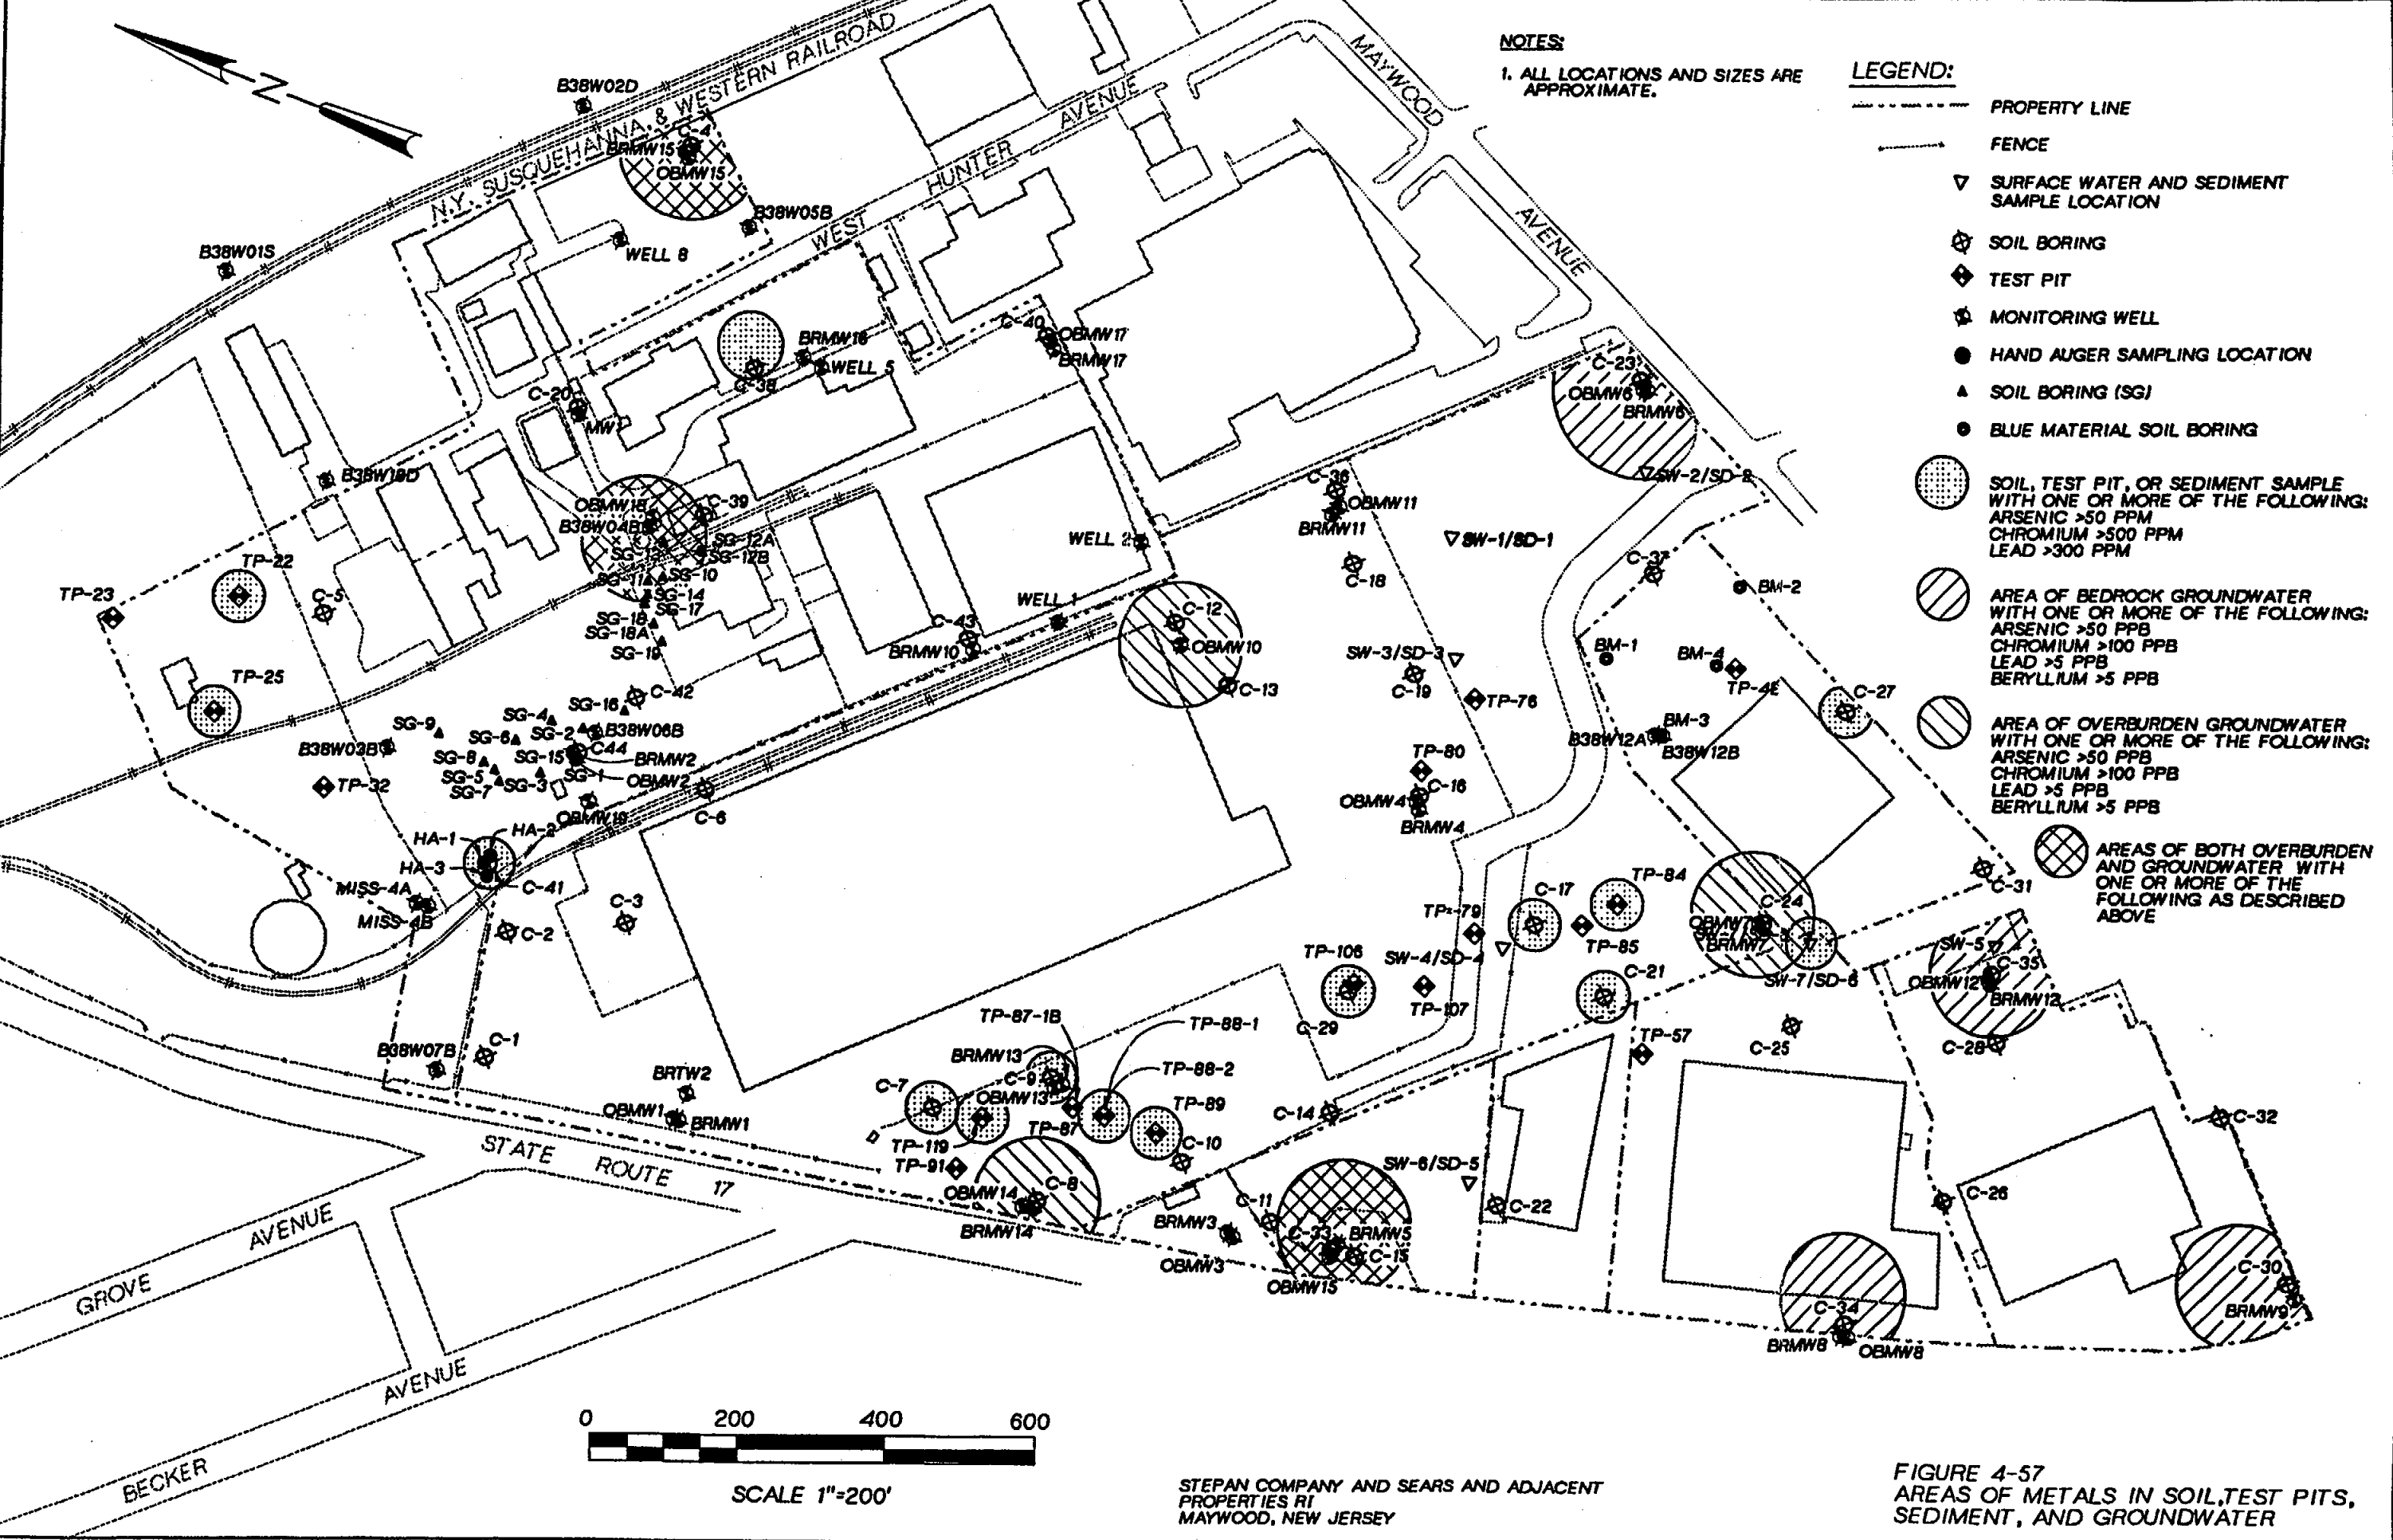 NOTES:
1. ALL LOCATIONS AND SIZES ARE
APPROXIMATE.
LEGEND:
PROPERTY LINE
FENCE
SURFACE WATER AND SEDIMENT
SAMPLE LOCATION
SOIL BORING
TEST PIT
MONITORING WELL
HAND AUGER SAMPLING LOCATION
SOIL BORING (SG)
BLUE MATERIAL SOIL BORING
SOIL, TEST PIT, OR SEDIMENT SAMPLE
WITH ONE OR MORE OF THE FOLLOWING:
ARSENIC >50 PPM
CHROMIUM >500 PPM
LEAD >300 PPM
AREA OF BEDROCK GROUNDWATER
WITH ONE OR MORE OF THE FOLLOWING:
ARSENIC >50 PPB
CHROMIUM >100 PPB
LEAD >5 PPB
BERYLLIUM >5 PPB
AREA OF OVERBURDEN GROUNDWATER
WITH ONE OR MORE OF THE FOLLOWING:
ARSENIC >50 PPB
CHROMIUM >100 PPB
LEAD >5 PPB
BERYLLIUM >5 PPB
AREAS OF BOTH OVERBURDEN
AND GROUNDWATER WITH
ONE OR MORE OF THE
FOLLOWING AS DESCRIBED
ABOVE
Z
N.Y. SUSQUEHANNA & WESTERN RAILROAD
WEST HUNTER AVENUE
MAYWOOD AVENUE
B38W02D
C-4
BRMW15
OBMW15
B38W05B
B38W01S
WELL 8
BRMW16
WELL 5
C-38
C-40
OBMW17
BRMW17
C-20
MW1
C-23
OBMW6
BRMW6
SW-2/SD-2
B38W19D
OBMW18
C-39
B38W04B
SG-12A
SG-12B
SG-13
SG-11
SG-10
SG-14
SG-17
SG-18
SG-18A
SG-19
WELL 2
C-36
OBMW11
BRMW11
SW-1/SD-1
C-18
C-37
BM-2
TP-22
TP-23
C-5
WELL 1
C-12
OBMW10
C-13
C-43
BRMW10
SW-3/SD-3
C-19
TP-76
BM-1
BM-4
TP-48
C-27
TP-25
C-42
SG-16
SG-4
SG-9
SG-6
SG-2
B38W06B
B38W03B
SG-8
SG-15
C44
BRMW2
SG-5
SG-1
OBMW2
SG-7
SG-3
TP-32
OBMW19
C-6
BM-3
B38W12A
B38W12B
TP-80
C-16
OBMW4
BRMW4
HA-1
HA-2
HA-3
C-41
MISS-4A
MISS-4B
C-2
C-3
C-17
TP-84
TP-79
TP-85
C-24
OBMW7
BRMW7
SW-7/SD-6
C-31
SW-5
C-35
OBMW12
BRMW12
TP-106
SW-4/SD-4
C-21
C-29
TP-107
TP-57
C-25
C-28
C-1
B38W07B
BRTW2
OBMW1
BRMW1
TP-87-1B
TP-88-1
BRMW13
C-9
TP-88-2
C-7
OBMW13
TP-89
TP-119
TP-87
C-10
TP-91
C-14
C-32
STATE ROUTE 17
OBMW14
C-8
BRMW14
SW-6/SD-5
C-11
C-22
C-26
BRMW3
OBMW3
C-33
BRMW5
C-15
OBMW15
C-34
BRMW8
OBMW8
C-30
BRMW9
GROVE AVENUE
BECKER AVENUE
0 200 400 600
SCALE 1"=200'
STEPAN COMPANY AND SEARS AND ADJACENT
PROPERTIES RI
MAYWOOD, NEW JERSEY
FIGURE 4-57
AREAS OF METALS IN SOIL,TEST PITS,
SEDIMENT, AND GROUNDWATER